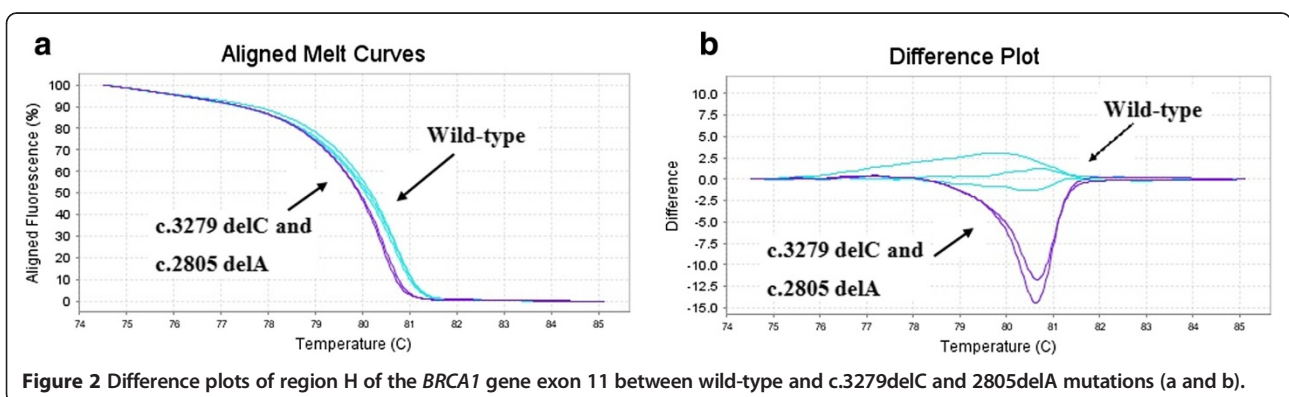 a
Aligned Melt Curves
Aligned Fluorescence (%)
100
90
80
70
60
50
40
30
20
10
0
Wild-type
c.3279 delC and
c.2805 delA
74 75 76 77 78 79 80 81 82 83 84 85
Temperature (C)
b
Difference Plot
Difference
10.0
7.5
5.0
2.5
0.0
-2.5
-5.0
-7.5
-10.0
-12.5
-15.0
Wild-type
c.3279 delC and
c.2805 delA
74 75 76 77 78 79 80 81 82 83 84 85
Temperature (C)
Figure 2 Difference plots of region H of the BRCA1 gene exon 11 between wild-type and c.3279delC and 2805delA mutations (a and b).